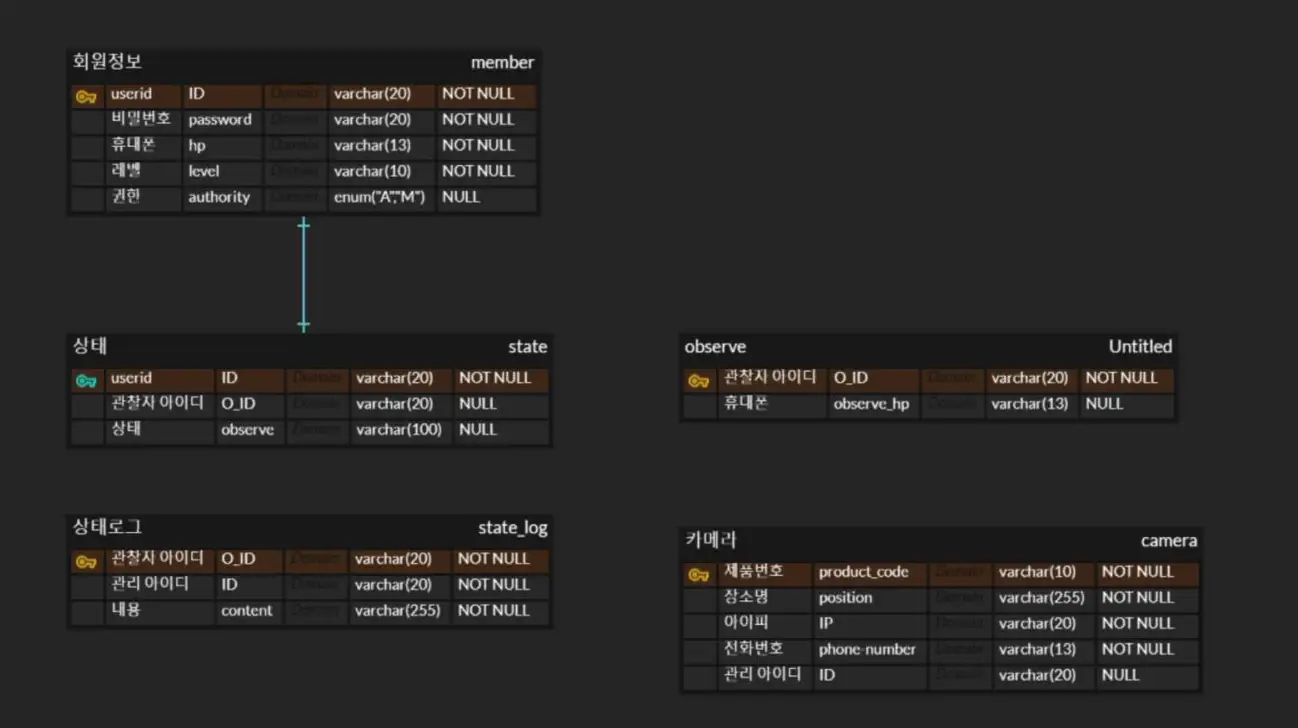 회원정보 member
userid ID Domain varchar(20) NOT NULL
비밀번호 password Domain varchar(20) NOT NULL
휴대폰 hp Domain varchar(13) NOT NULL
레벨 level Domain varchar(10) NOT NULL
권한 authority Domain enum("A","M") NULL
상태 state
userid ID Domain varchar(20) NOT NULL
관찰자 아이디 O_ID Domain varchar(20) NULL
상태 observe Domain varchar(100) NULL
observe Untitled
관찰자 아이디 O_ID Domain varchar(20) NOT NULL
휴대폰 observe_hp Domain varchar(13) NULL
상태로그 state_log
관찰자 아이디 O_ID Domain varchar(20) NOT NULL
관리 아이디 ID Domain varchar(20) NOT NULL
내용 content Domain varchar(255) NOT NULL
카메라 camera
제품번호 product_code Domain varchar(10) NOT NULL
장소명 position Domain varchar(255) NOT NULL
아이피 IP Domain varchar(20) NOT NULL
전화번호 phone-number Domain varchar(13) NOT NULL
관리 아이디 ID Domain varchar(20) NULL